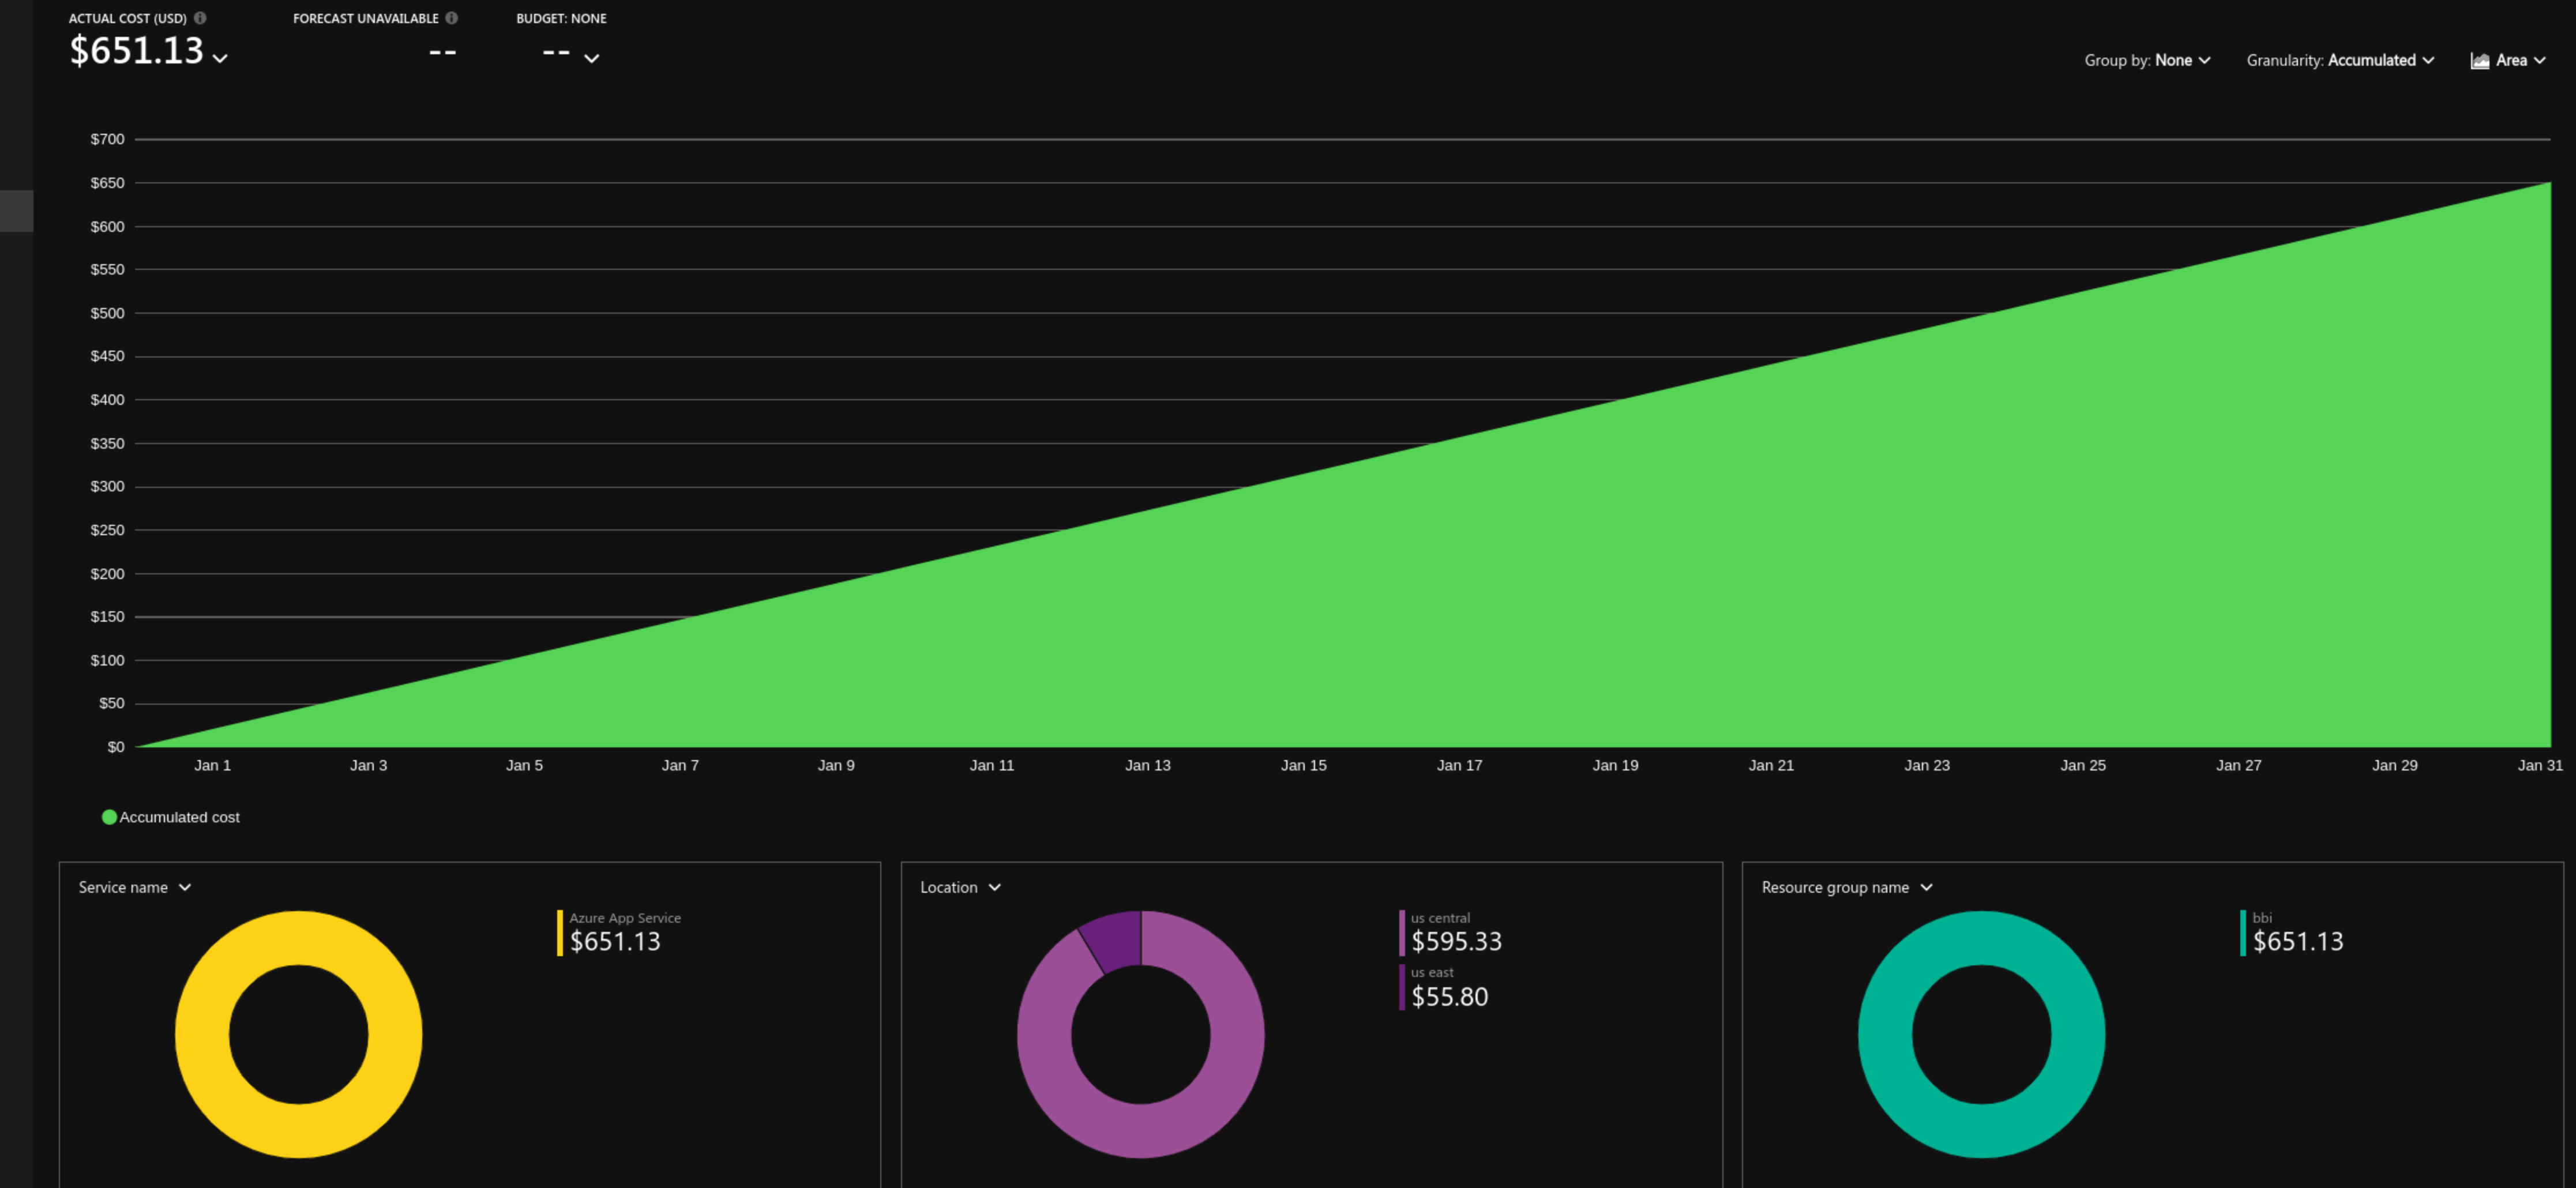 ACTUAL COST (USD)
$651.13
FORECAST UNAVAILABLE
--
BUDGET: NONE
--
Group by: None
Granularity: Accumulated
Area
$700
$650
$600
$550
$500
$450
$400
$350
$300
$250
$200
$150
$100
$50
$0
Jan 1 Jan 3 Jan 5 Jan 7 Jan 9 Jan 11 Jan 13 Jan 15 Jan 17 Jan 19 Jan 21 Jan 23 Jan 25 Jan 27 Jan 29 Jan 31
Accumulated cost
Service name
Azure App Service
$651.13
Location
us central
$595.33
us east
$55.80
Resource group name
bbi
$651.13